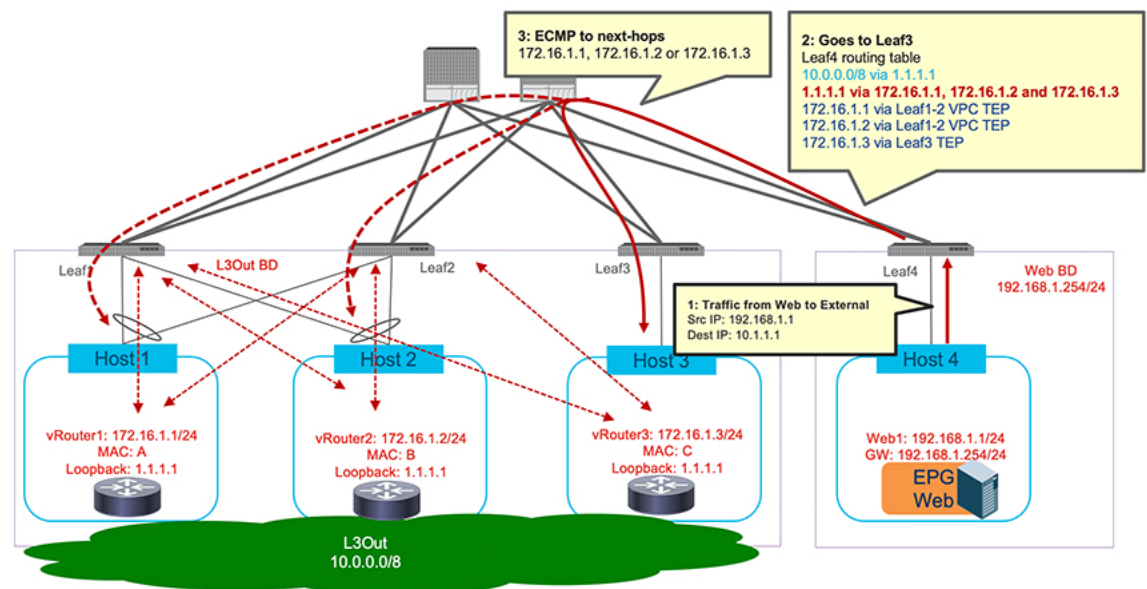 3: ECMP to next-hops
172.16.1.1, 172.16.1.2 or 172.16.1.3
2: Goes to Leaf3
Leaf4 routing table
10.0.0.0/8 via 1.1.1.1
1.1.1.1 via 172.16.1.1, 172.16.1.2 and 172.16.1.3
172.16.1.1 via Leaf1-2 VPC TEP
172.16.1.2 via Leaf1-2 VPC TEP
172.16.1.3 via Leaf3 TEP
Leaf1
L3Out BD
Leaf2
Leaf3
Leaf4
Web BD
192.168.1.254/24
1: Traffic from Web to External
Src IP: 192.168.1.1
Dest IP: 10.1.1.1
Host 1
Host 2
Host 3
Host 4
vRouter1: 172.16.1.1/24
MAC: A
Loopback: 1.1.1.1
vRouter2: 172.16.1.2/24
MAC: B
Loopback: 1.1.1.1
vRouter3: 172.16.1.3/24
MAC: C
Loopback: 1.1.1.1
Web1: 192.168.1.1/24
GW: 192.168.1.254/24
EPG
Web
L3Out
10.0.0.0/8